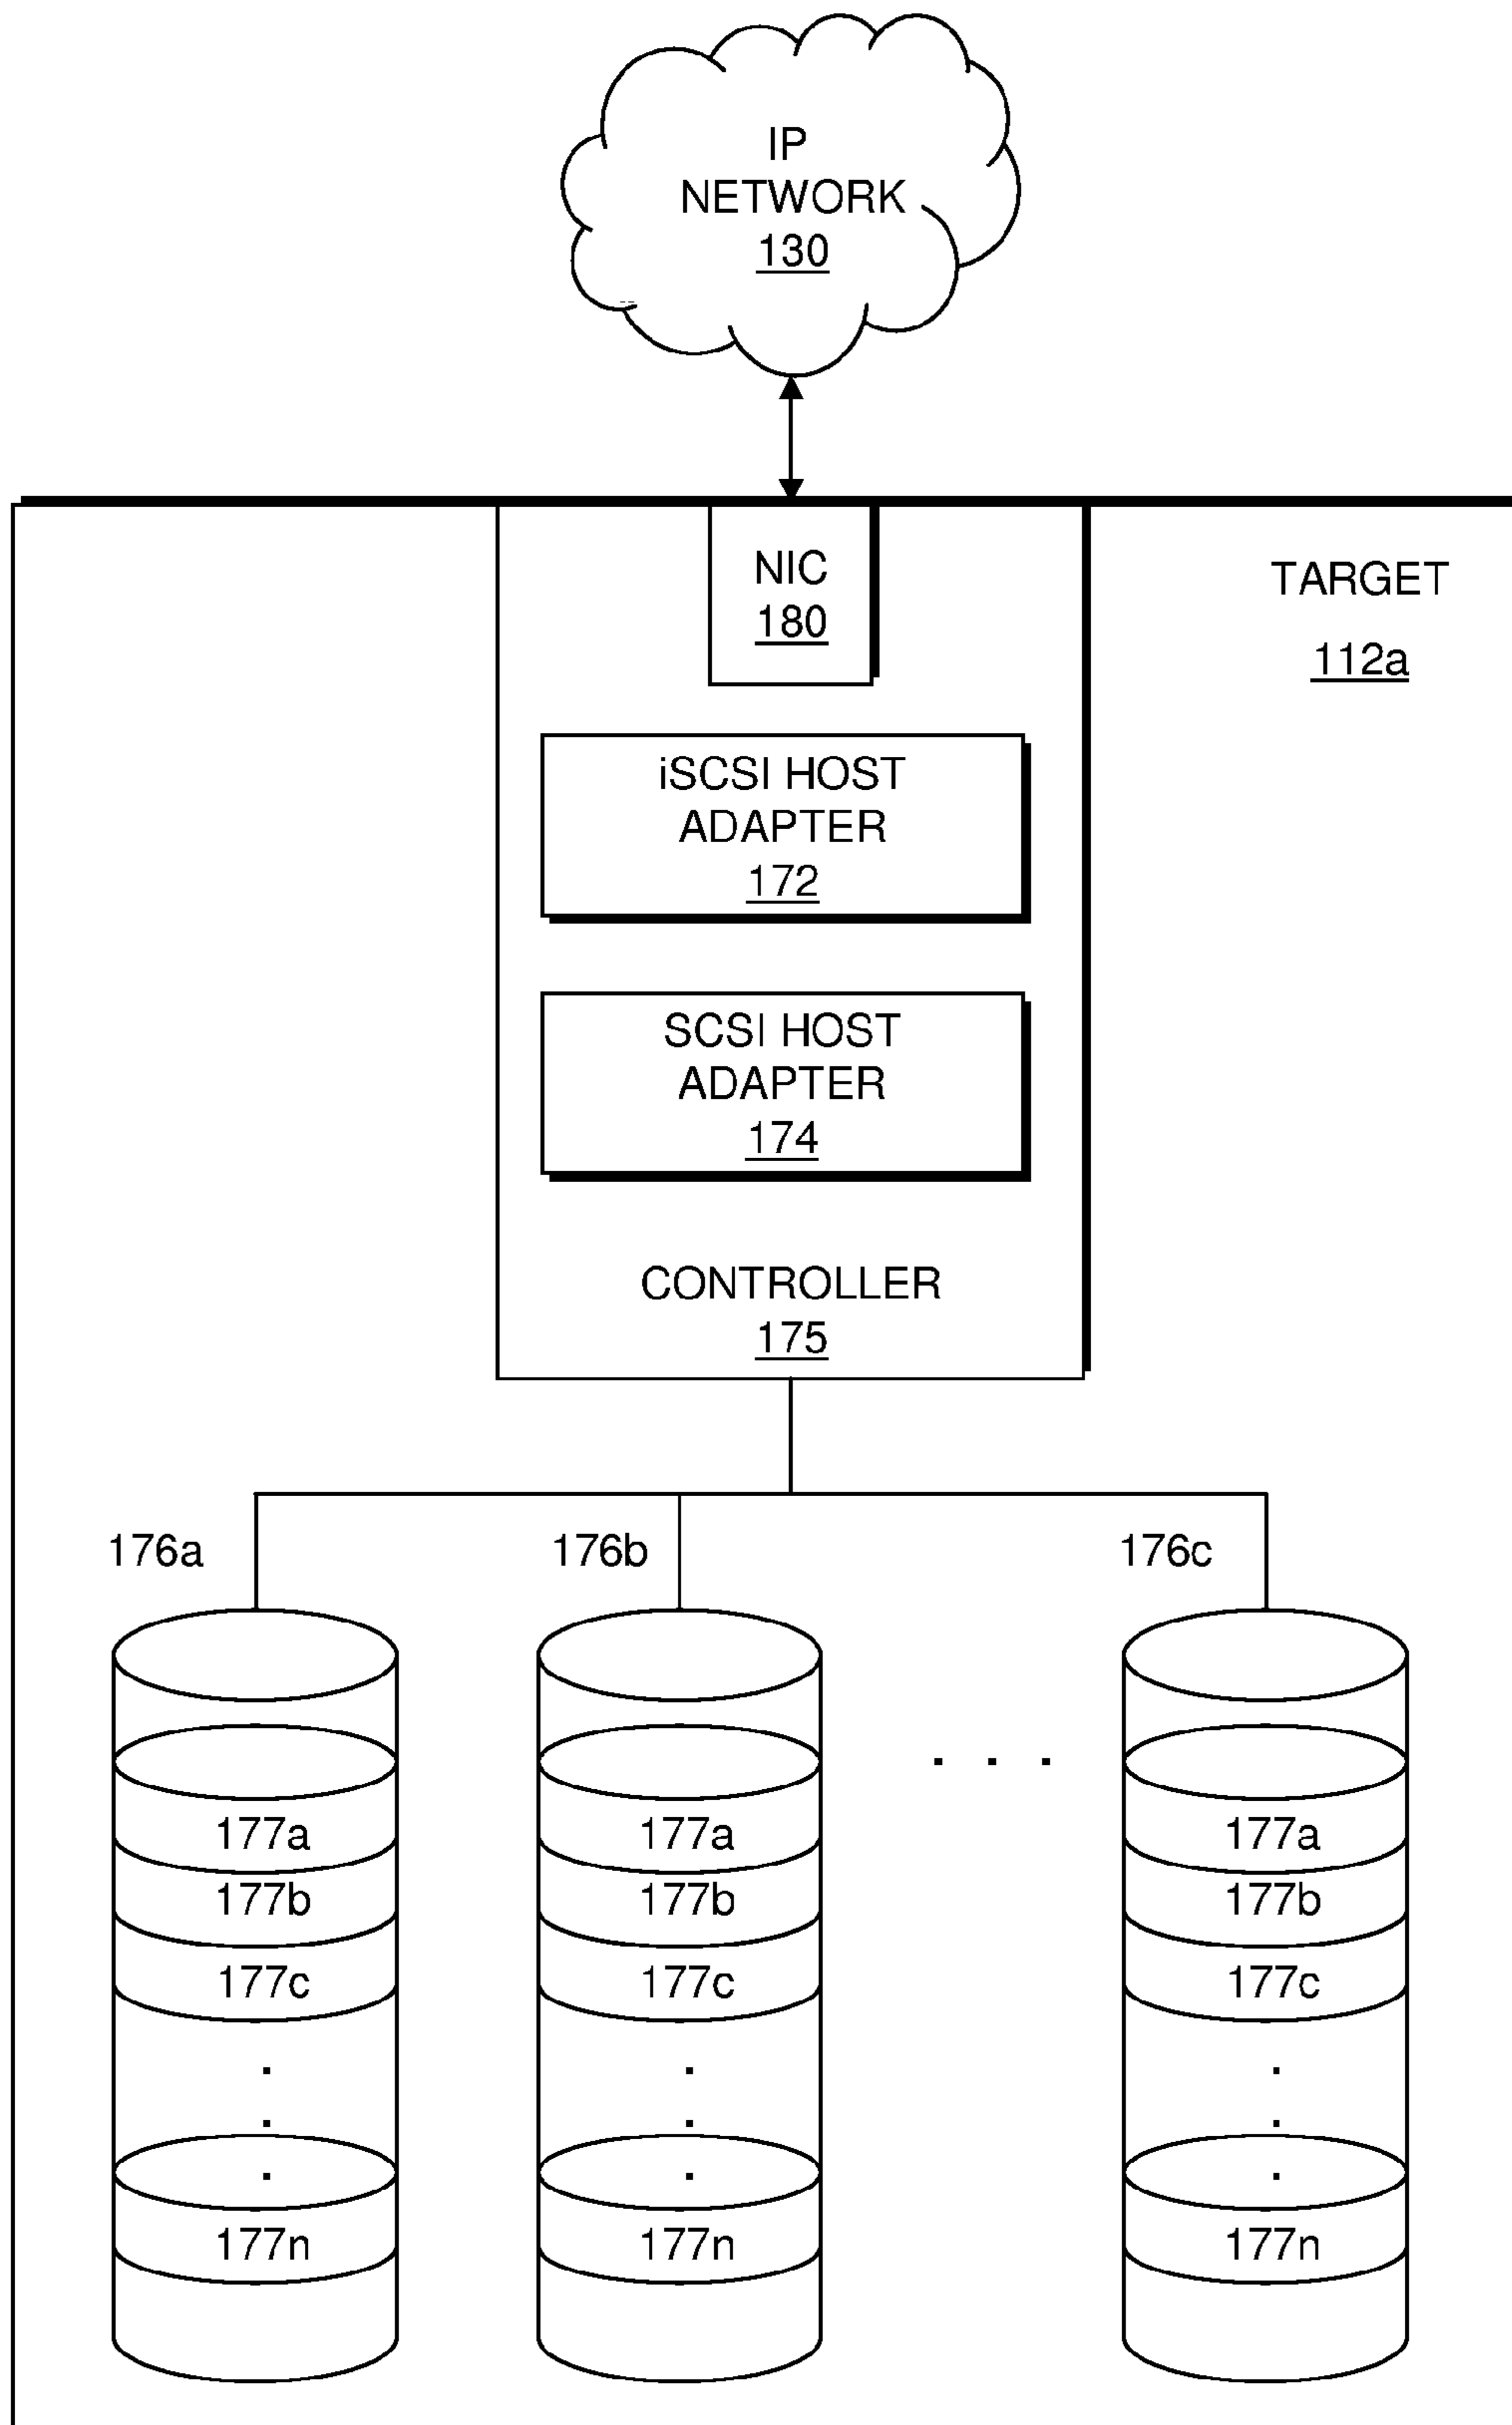 IP
NETWORK
130
NIC
180
TARGET
112a
iSCSI HOST
ADAPTER
172
SCSI HOST
ADAPTER
174
CONTROLLER
175
176a 176b 176c
177a 177a 177a
177b 177b 177b
177c 177c 177c
177n 177n 177n